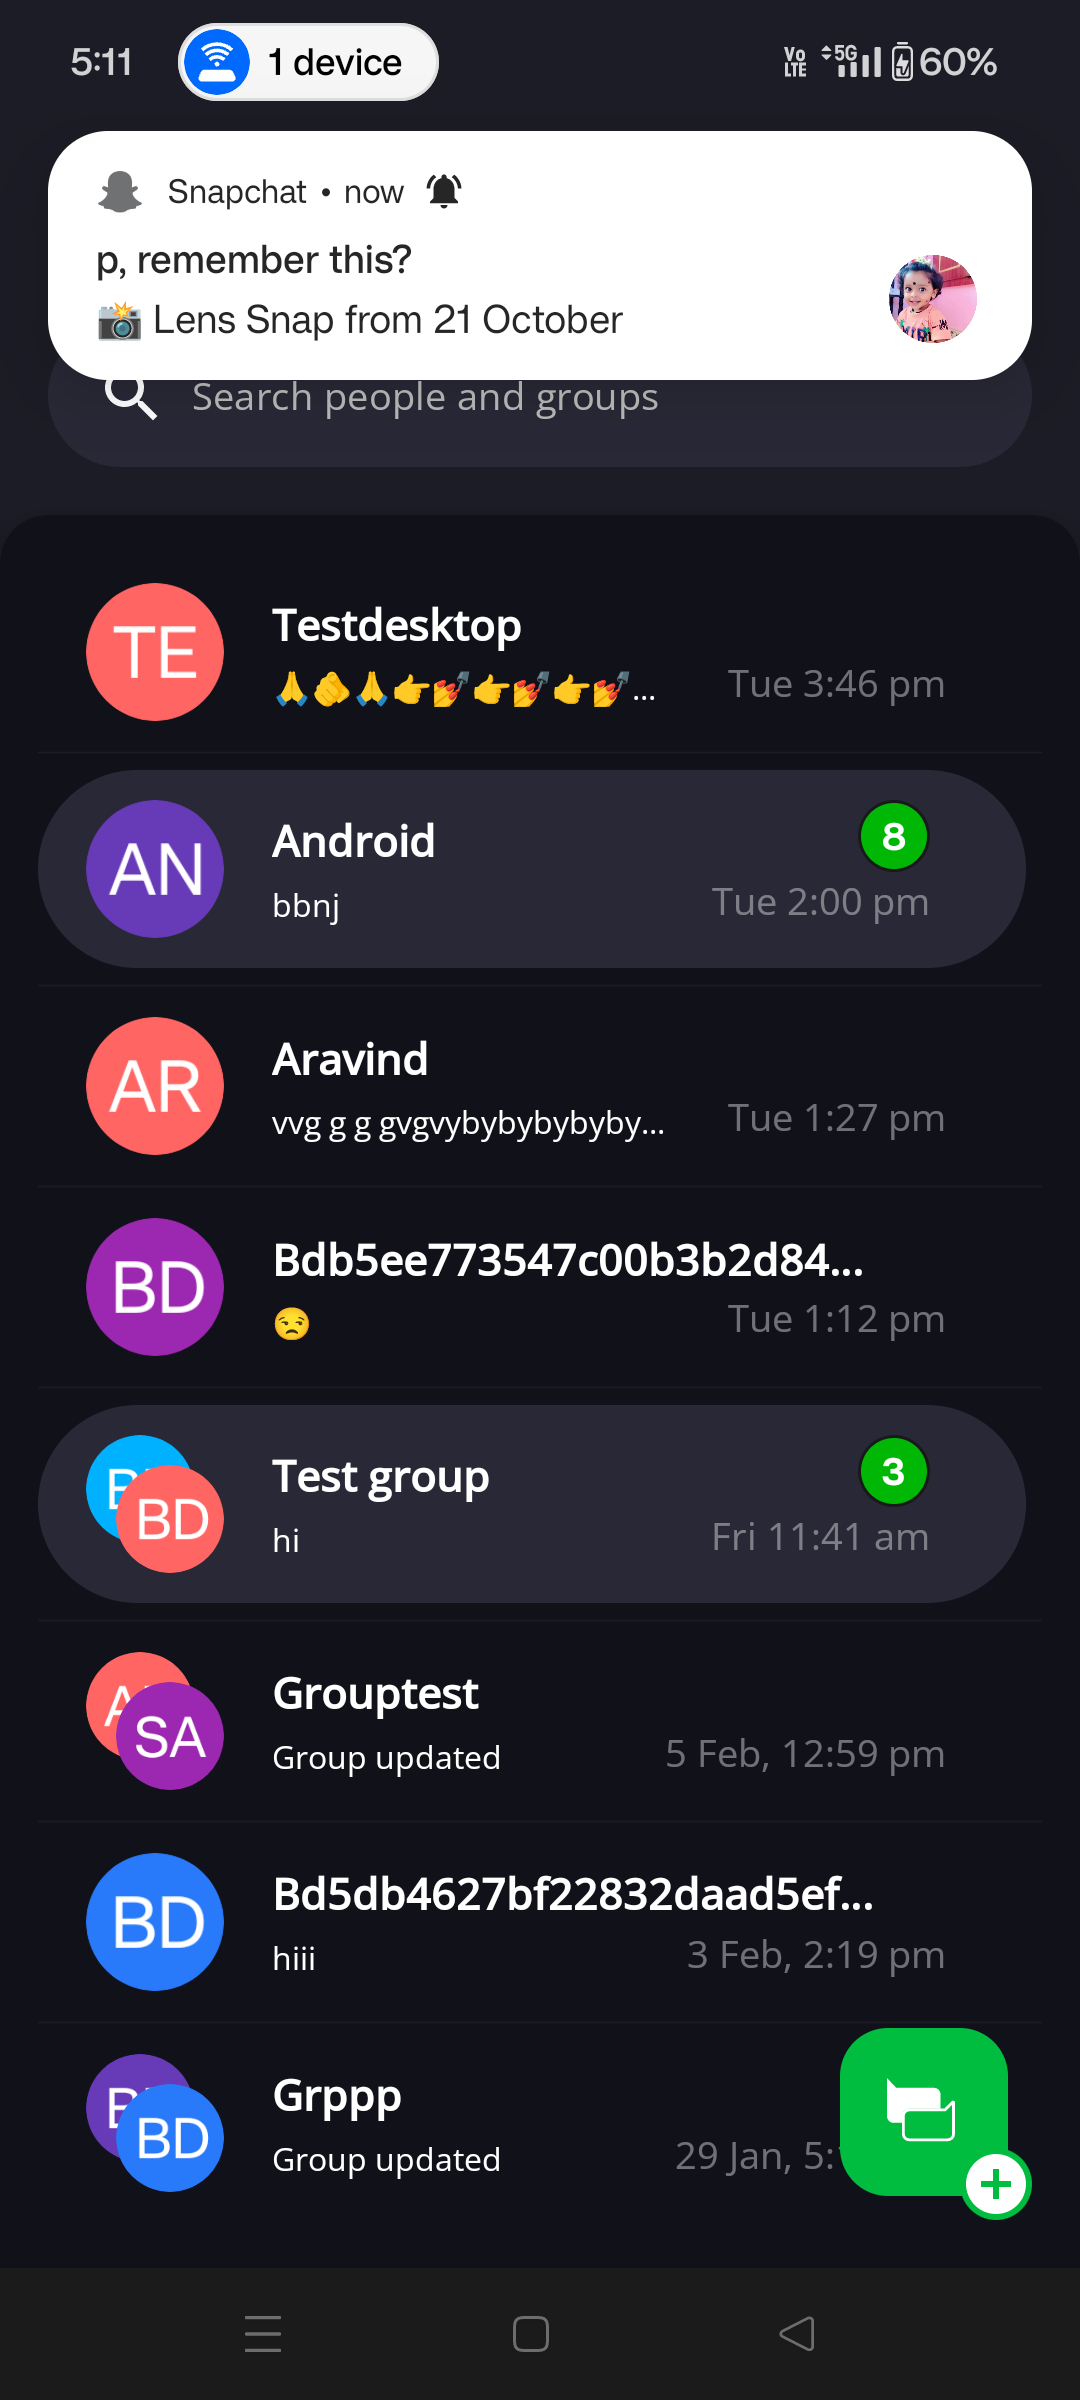 5:11
1 device
Vo LTE 5G 60%
Snapchat • now
p, remember this?
📸 Lens Snap from 21 October
Search people and groups
TE
Testdesktop
🙏🫵🙏👉💅👉💅👉💅...
Tue 3:46 pm
AN
Android
8
bbnj
Tue 2:00 pm
AR
Aravind
vvg g g gvgvybybybybyby...
Tue 1:27 pm
BD
Bdb5ee773547c00b3b2d84...
😒
Tue 1:12 pm
BD
Test group
3
hi
Fri 11:41 am
SA
Grouptest
Group updated
5 Feb, 12:59 pm
BD
Bd5db4627bf22832daad5ef...
hiii
3 Feb, 2:19 pm
BD
Grppp
Group updated
29 Jan, 5: